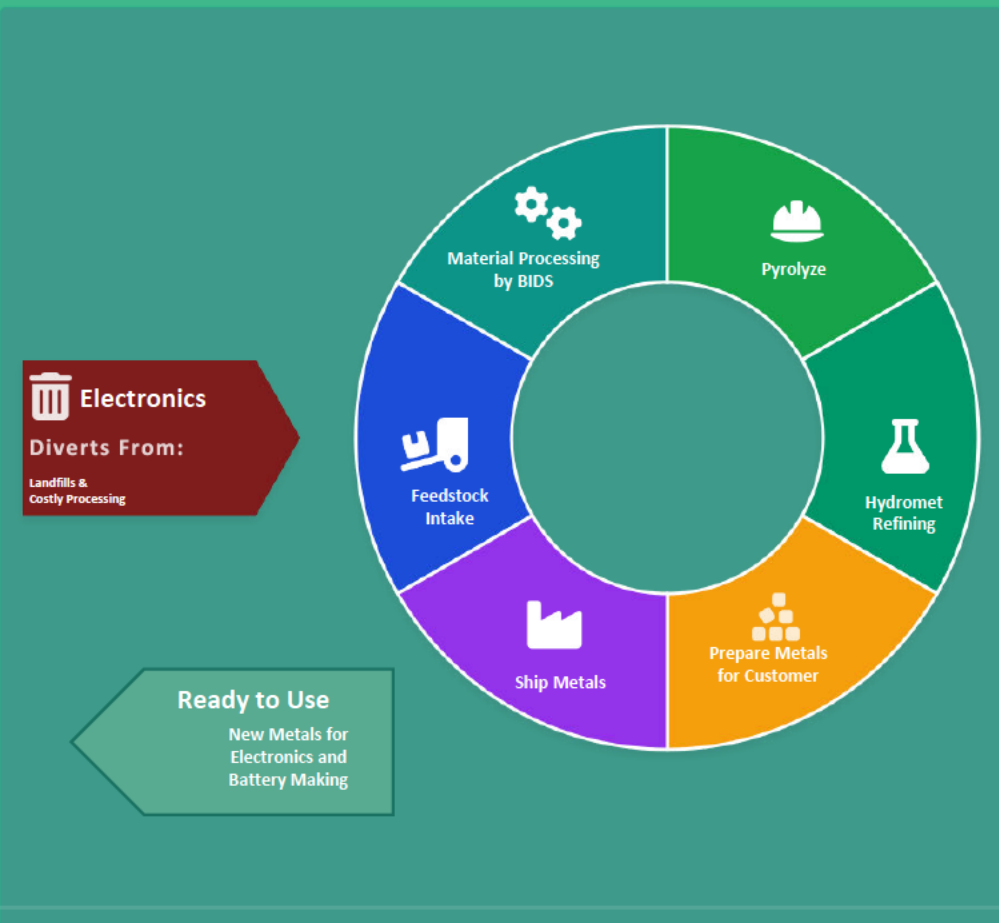 Electronics
Diverts From:
Landfills &
Costly Processing
Feedstock
Intake
Material Processing
by BIDS
Pyrolyze
Hydromet
Refining
Prepare Metals
for Customer
Ship Metals
Ready to Use
New Metals for
Electronics and
Battery Making